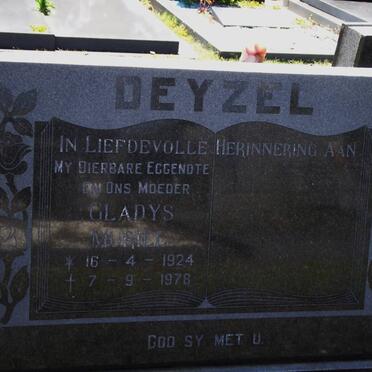 DEYZEL
IN LIEFDEVOLLE HERINNERING AAN
MY DIERBARE EGGENOTE
EN ONS MOEDER
GLADYS
* 16 - 4 - 1924
† 7 - 9 - 1978
GOD SY MET U.